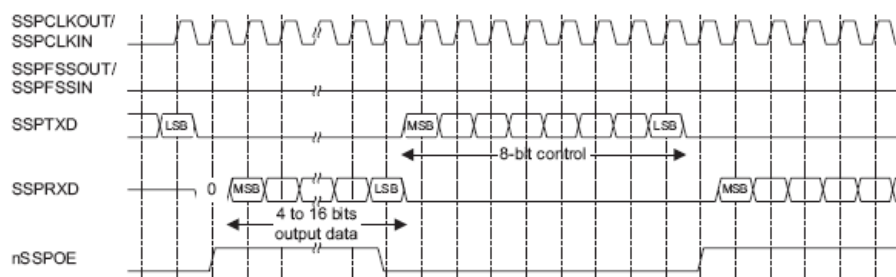 SSPCLKOUT/
SSPCLKIN
SSPFSSOUT/
SSPFSSIN
SSPTXD
LSB
MSB
LSB
8-bit control
SSPRXD
0
MSB
LSB
MSB
4 to 16 bits
output data
nSSPOE